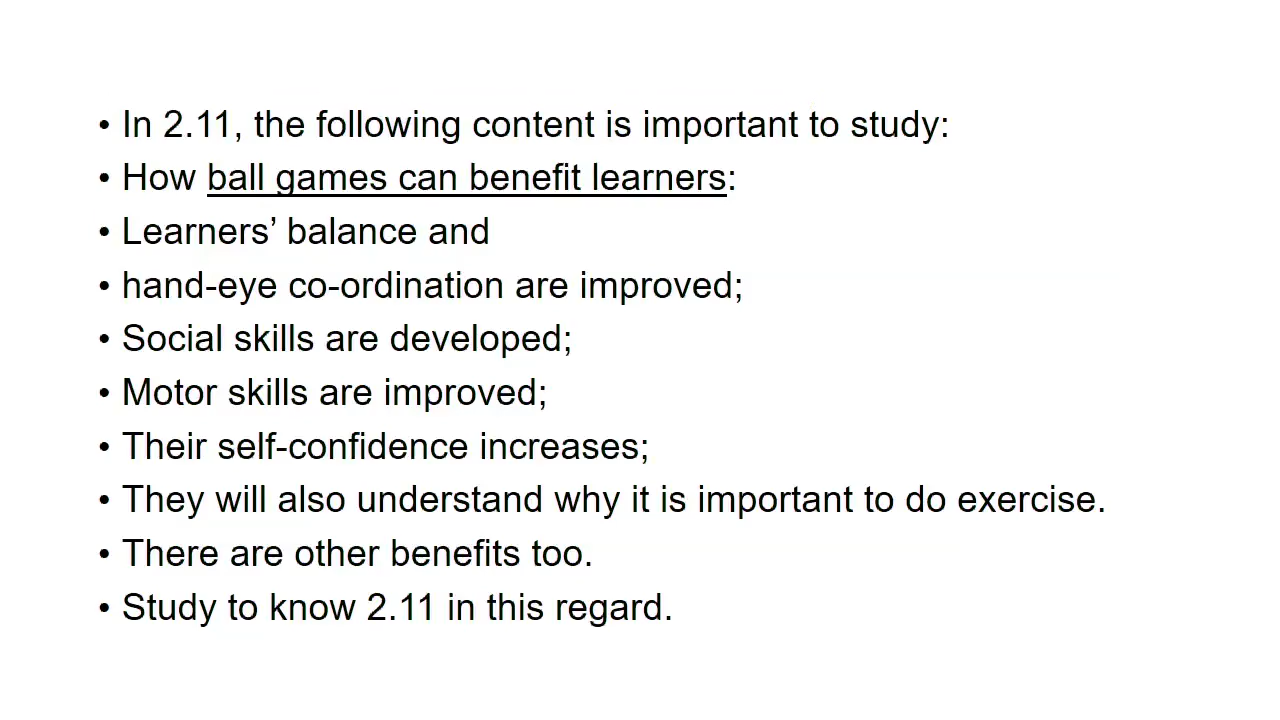 • In 2.11, the following content is important to study:
• How ball games can benefit learners:
• Learners’ balance and
• hand-eye co-ordination are improved;
• Social skills are developed;
• Motor skills are improved;
• Their self-confidence increases;
• They will also understand why it is important to do exercise.
• There are other benefits too.
• Study to know 2.11 in this regard.